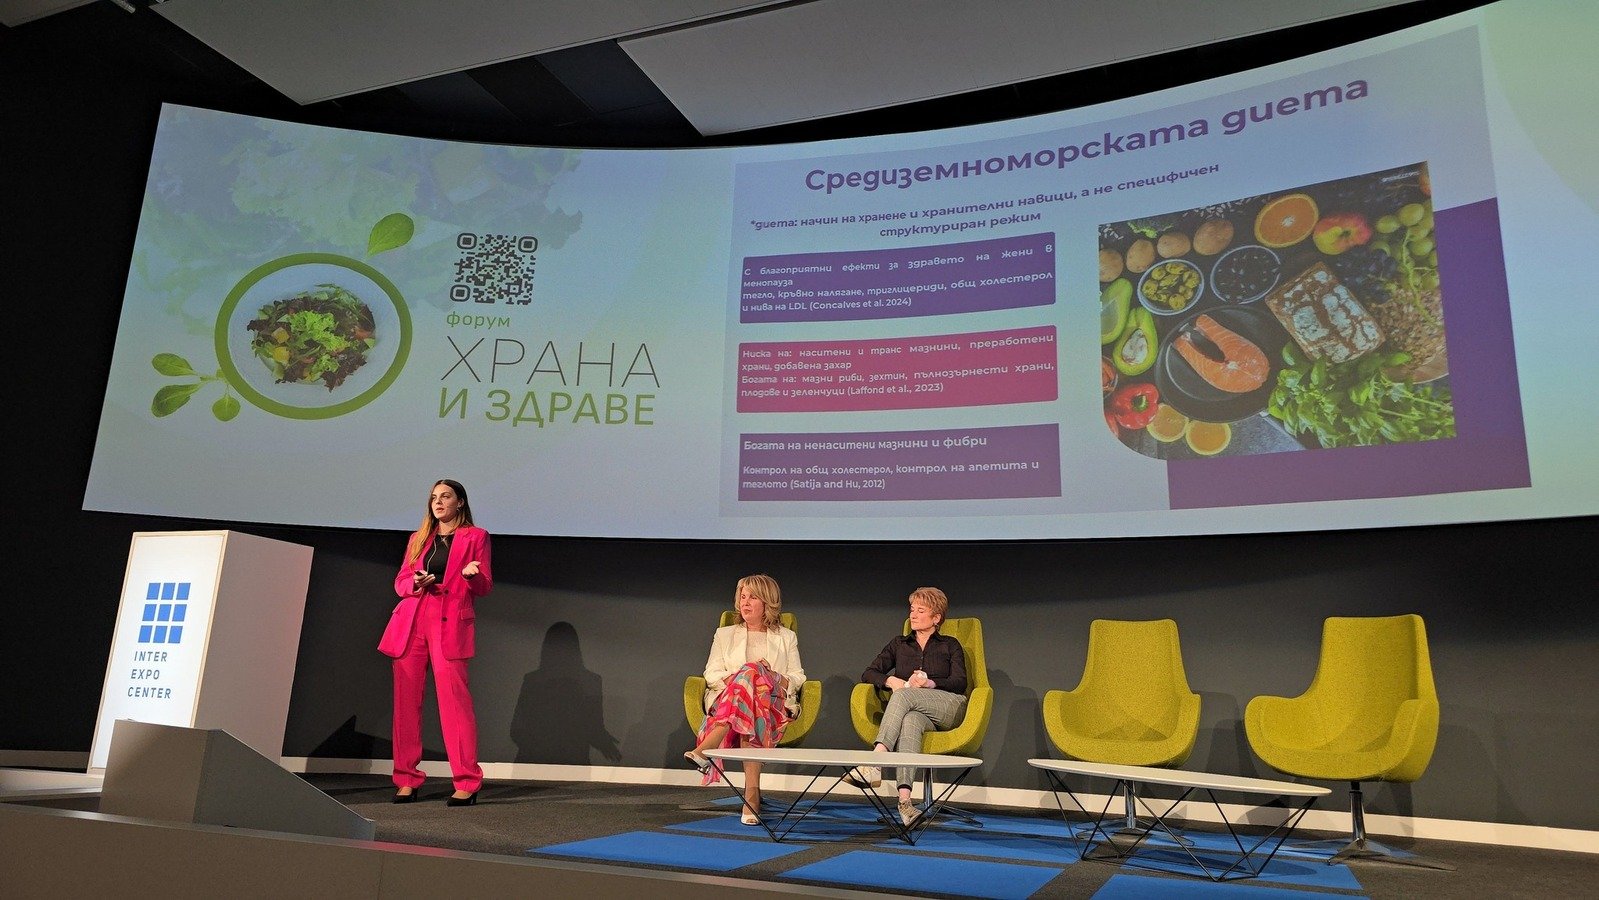 форум
ХРАНА
И ЗДРАВЕ
Средиземноморската диета
*диета: начин на хранене и хранителни навици, а не специфичен
структуриран режим
С благоприятни ефекти за здравето на жени в
менопауза
тегло, кръвно налягане, триглицериди, общ холестерол
и нива на LDL (Concalves et al. 2024)
Ниска на: наситени и транс мазнини, преработени
храни, добавена захар
Богата на: мазни риби, зехтин, пълнозърнести храни,
плодове и зеленчуци (Laffond et al., 2023)
Богата на ненаситени мазнини и фибри
Контрол на общ холестерол, контрол на апетита и
теглото (Satija and Hu, 2012)
INTER
EXPO
CENTER